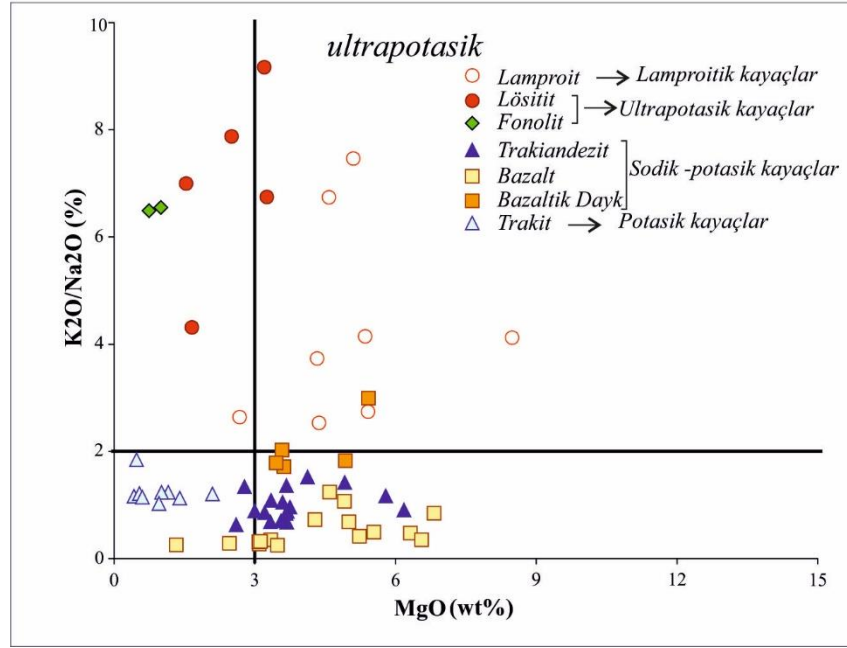 ultrapotasik
Lamproit → Lamproitik kayaçlar
Lösitit
Fonolit
→ Ultrapotasik kayaçlar
Trakiandezit
Bazalt
Bazaltik Dayk
Sodik -potasik kayaçlar
Trakit → Potasik kayaçlar
K2O/Na2O (%)
10
8
6
4
2
0
0 3 6 9 12 15
MgO (wt%)